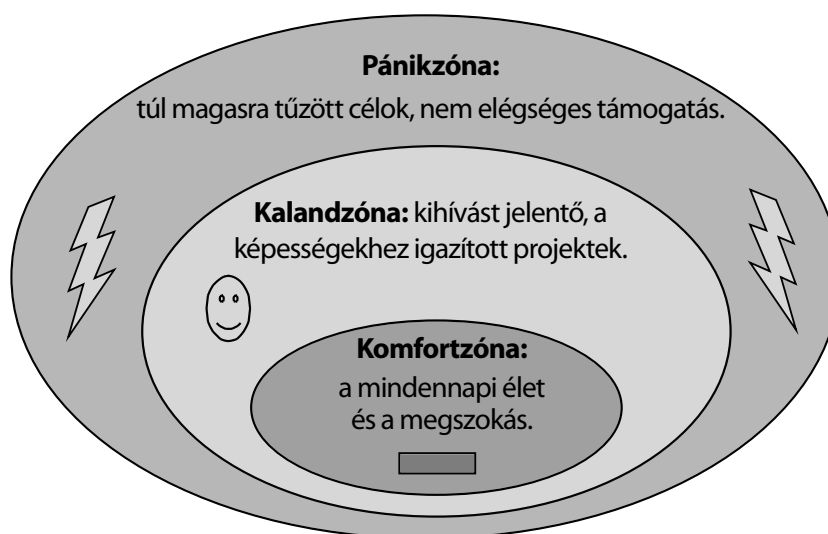 Pánikzóna:
túl magasra tűzött célok, nem elégséges támogatás.
Kalandzóna: kihívást jelentő, a
képességekhez igazított projektek.
Komfortzóna:
a mindennapi élet
és a megszokás.